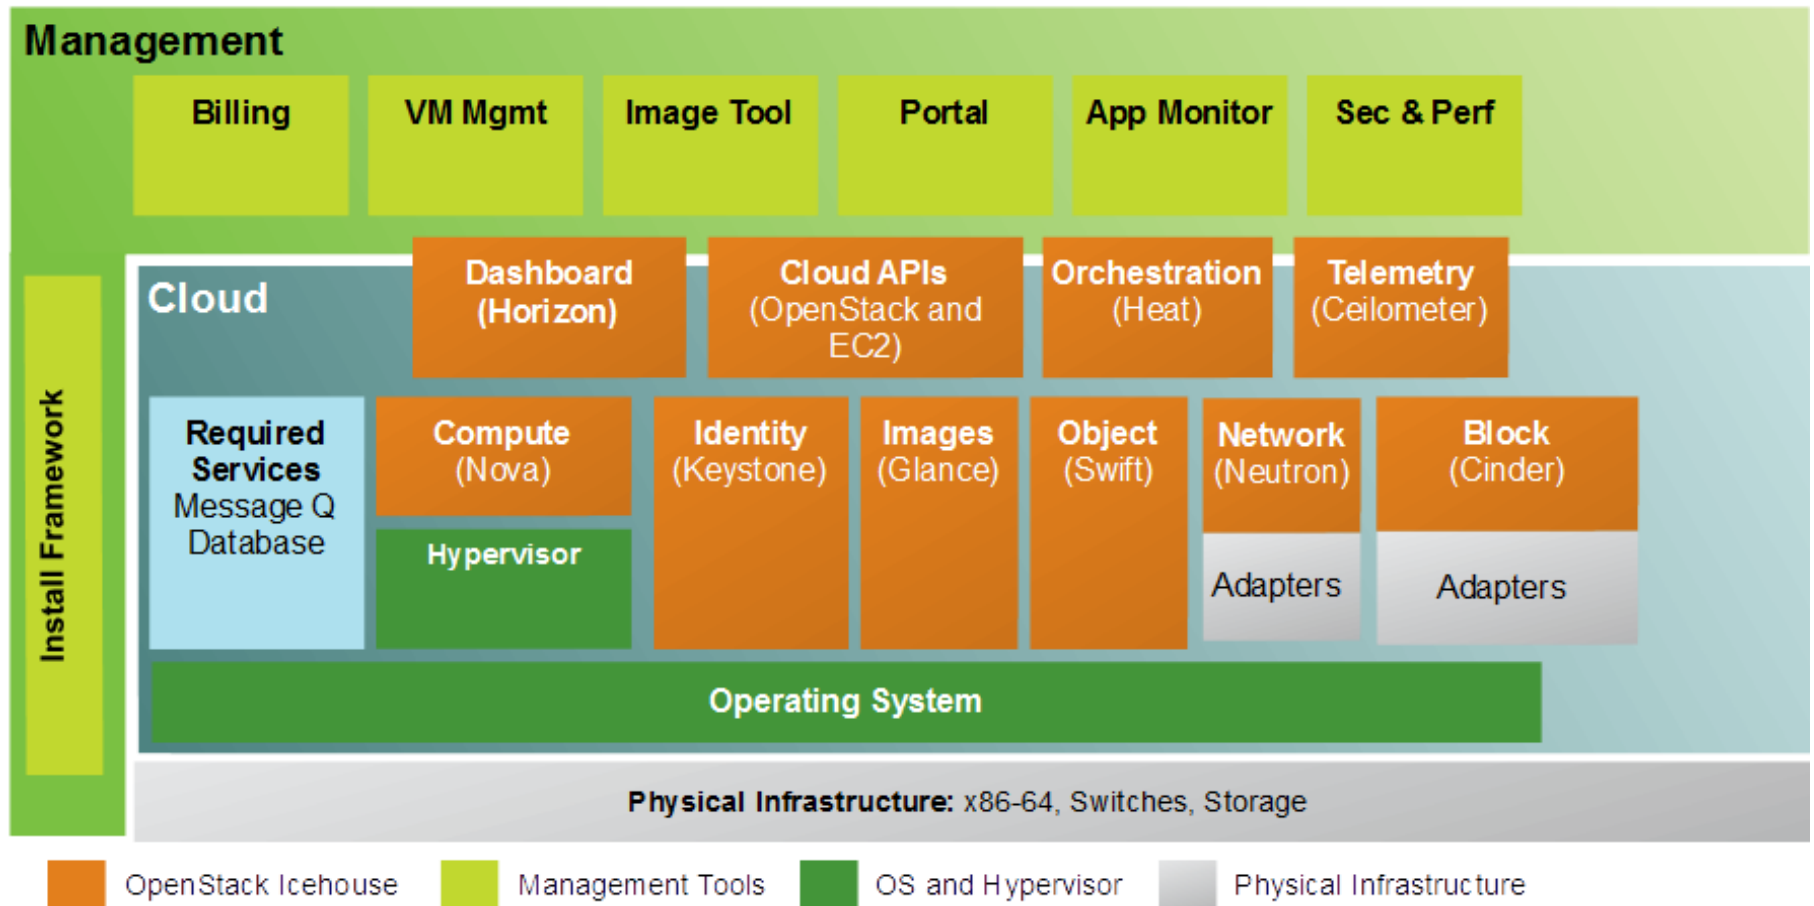 Management
Billing
VM Mgmt
Image Tool
Portal
App Monitor
Sec & Perf
Install Framework
Cloud
Dashboard
(Horizon)
Cloud APIs
(OpenStack and
EC2)
Orchestration
(Heat)
Telemetry
(Ceilometer)
Required
Services
Message Q
Database
Compute
(Nova)
Hypervisor
Identity
(Keystone)
Images
(Glance)
Object
(Swift)
Network
(Neutron)
Adapters
Block
(Cinder)
Adapters
Operating System
Physical Infrastructure: x86-64, Switches, Storage
OpenStack Icehouse
Management Tools
OS and Hypervisor
Physical Infrastructure